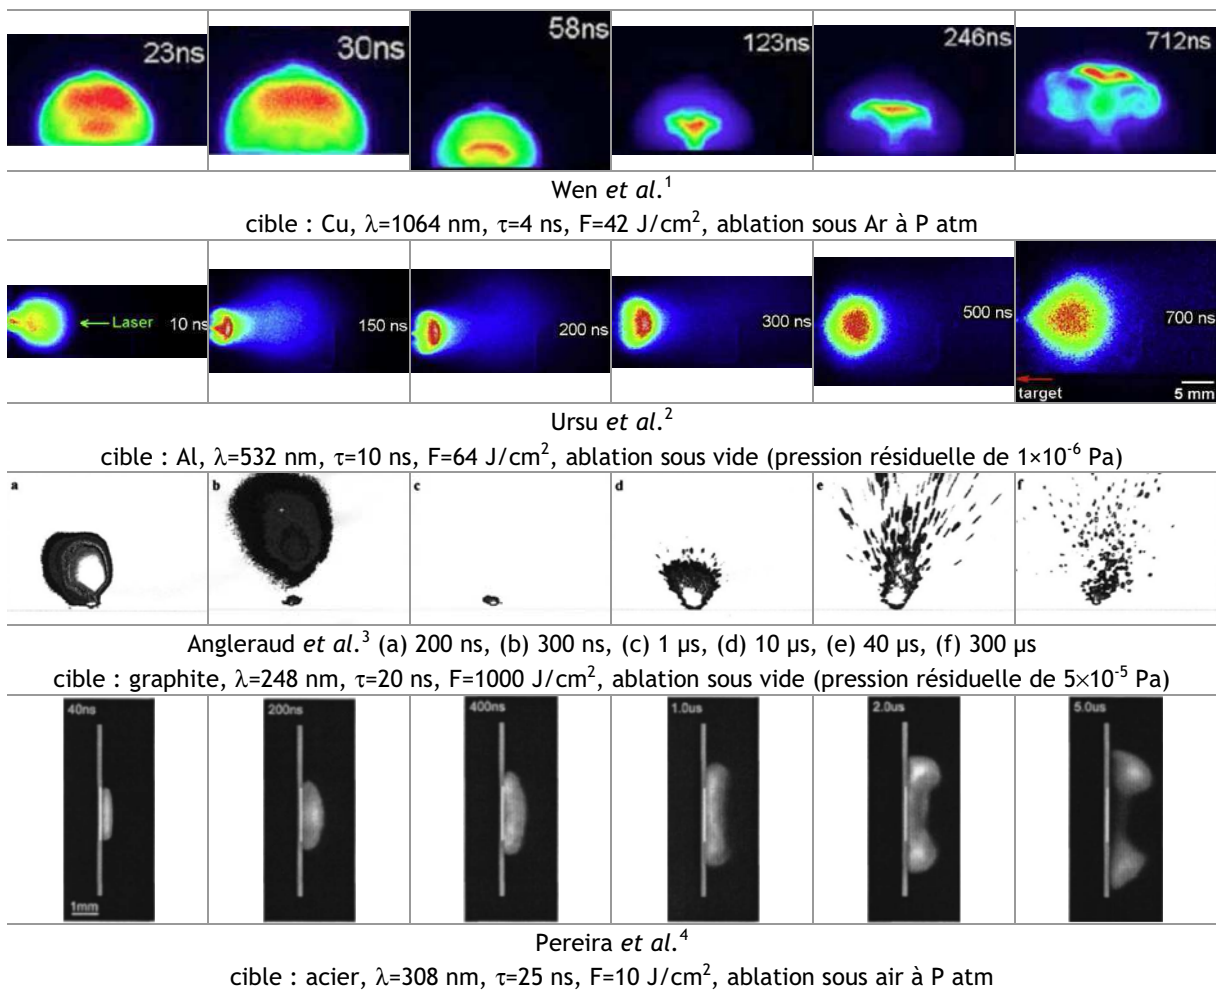 23ns 30ns 58ns 123ns 246ns 712ns
Wen et al.1
cible : Cu, λ=1064 nm, τ=4 ns, F=42 J/cm2, ablation sous Ar à P atm
← Laser 10 ns 150 ns 200 ns 300 ns 500 ns 700 ns
target 5 mm
Ursu et al.2
cible : Al, λ=532 nm, τ=10 ns, F=64 J/cm2, ablation sous vide (pression résiduelle de 1×10-6 Pa)
a b c d e f
Angleraud et al.3 (a) 200 ns, (b) 300 ns, (c) 1 µs, (d) 10 µs, (e) 40 µs, (f) 300 µs
cible : graphite, λ=248 nm, τ=20 ns, F=1000 J/cm2, ablation sous vide (pression résiduelle de 5×10-5 Pa)
40ns 200ns 400ns 1.0us 2.0us 5.0us
1mm
Pereira et al.4
cible : acier, λ=308 nm, τ=25 ns, F=10 J/cm2, ablation sous air à P atm